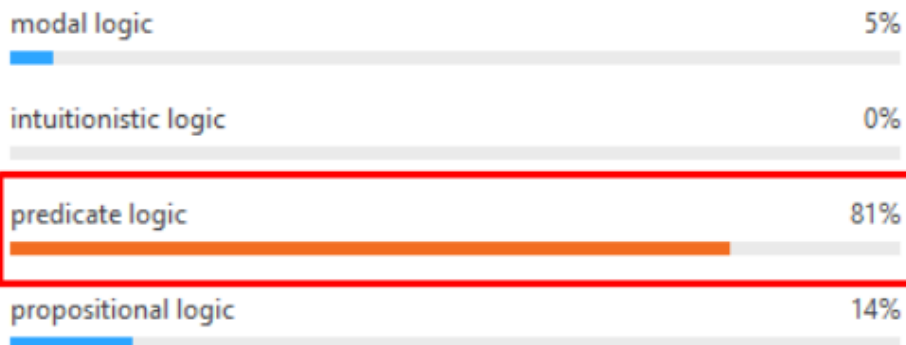 modal logic 5%
intuitionistic logic 0%
predicate logic 81%
propositional logic 14%